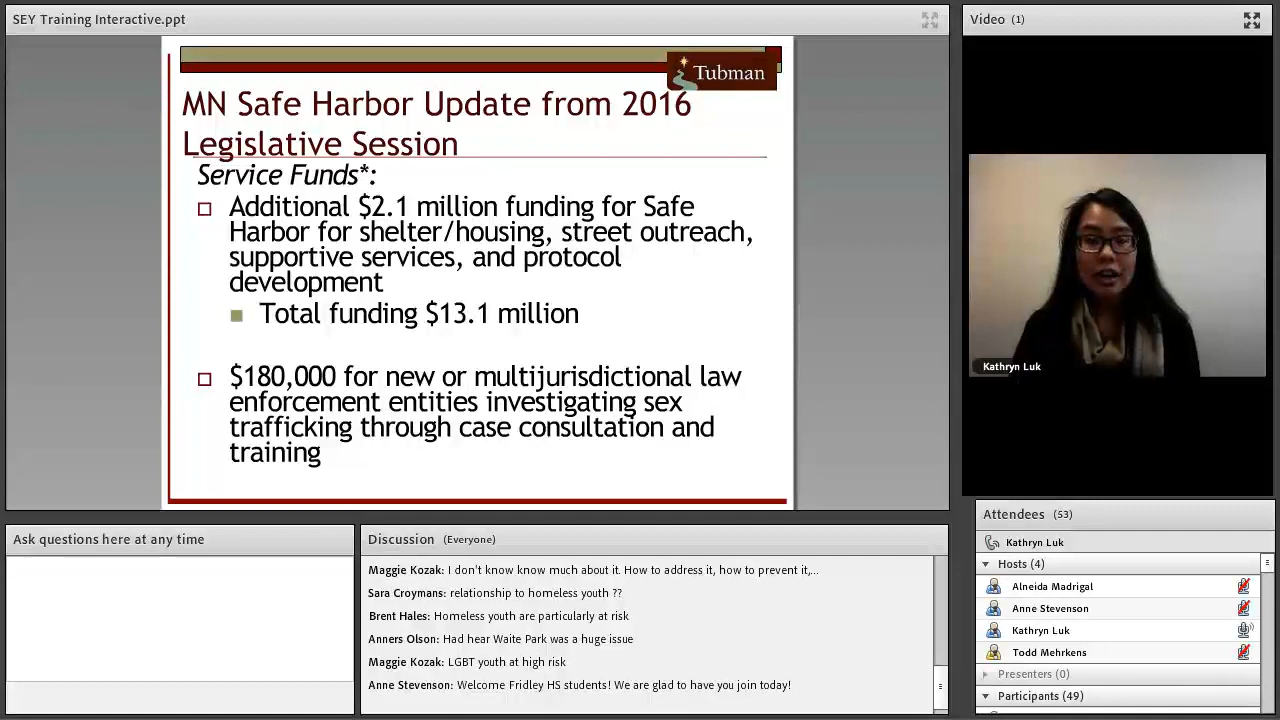 SEY Training Interactive.ppt
Tubman
MN Safe Harbor Update from 2016
Legislative Session
Service Funds*:
Additional $2.1 million funding for Safe
Harbor for shelter/housing, street outreach,
supportive services, and protocol
development
Total funding $13.1 million
$180,000 for new or multijurisdictional law
enforcement entities investigating sex
trafficking through case consultation and
training
Video (1)
Kathryn Luk
Attendees (53)
Kathryn Luk
Hosts (4)
Alneida Madrigal
Anne Stevenson
Kathryn Luk
Todd Mehrkens
Presenters (0)
Participants (49)
Ask questions here at any time
Discussion (Everyone)
Maggie Kozak: I don't know know much about it. How to address it, how to prevent it,...
Sara Croymans: relationship to homeless youth ??
Brent Hales: Homeless youth are particularly at risk
Anners Olson: Had hear Waite Park was a huge issue
Maggie Kozak: LGBT youth at high risk
Anne Stevenson: Welcome Fridley HS students! We are glad to have you join today!